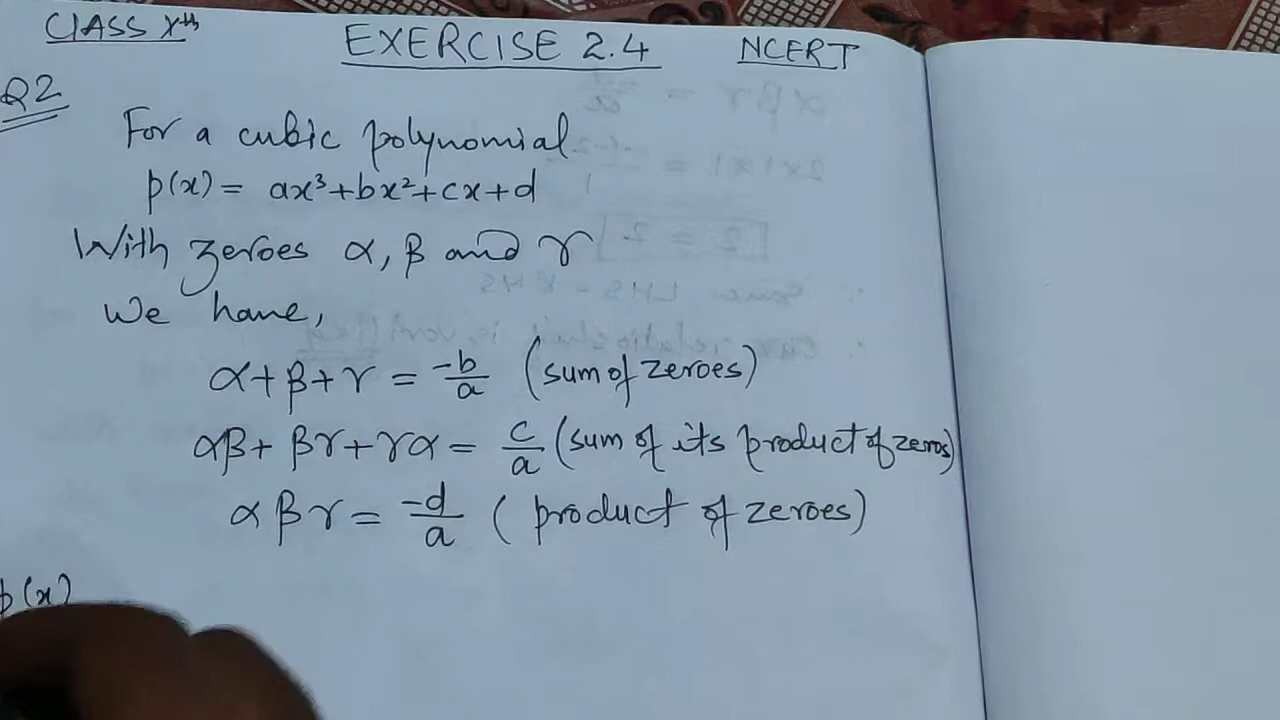 CLASS Xth EXERCISE 2.4 NCERT
Q2
For a cubic polynomial
p(x) = ax³+bx²+cx+d
With zeroes α, β and γ
We have,
α+β+γ = -b/a (sum of zeroes)
αβ+βγ+γα = c/a (sum of its product of zeros)
αβγ = -d/a (product of zeroes)
p(x)